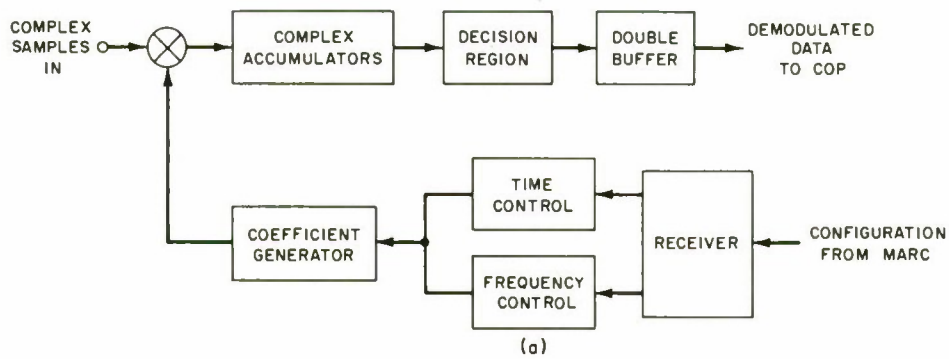 COMPLEX
SAMPLES
IN
COMPLEX
ACCUMULATORS
DECISION
REGION
DOUBLE
BUFFER
DEMODULATED
DATA
TO COP
TIME
CONTROL
COEFFICIENT
GENERATOR
RECEIVER
CONFIGURATION
FROM MARC
FREQUENCY
CONTROL
(a)